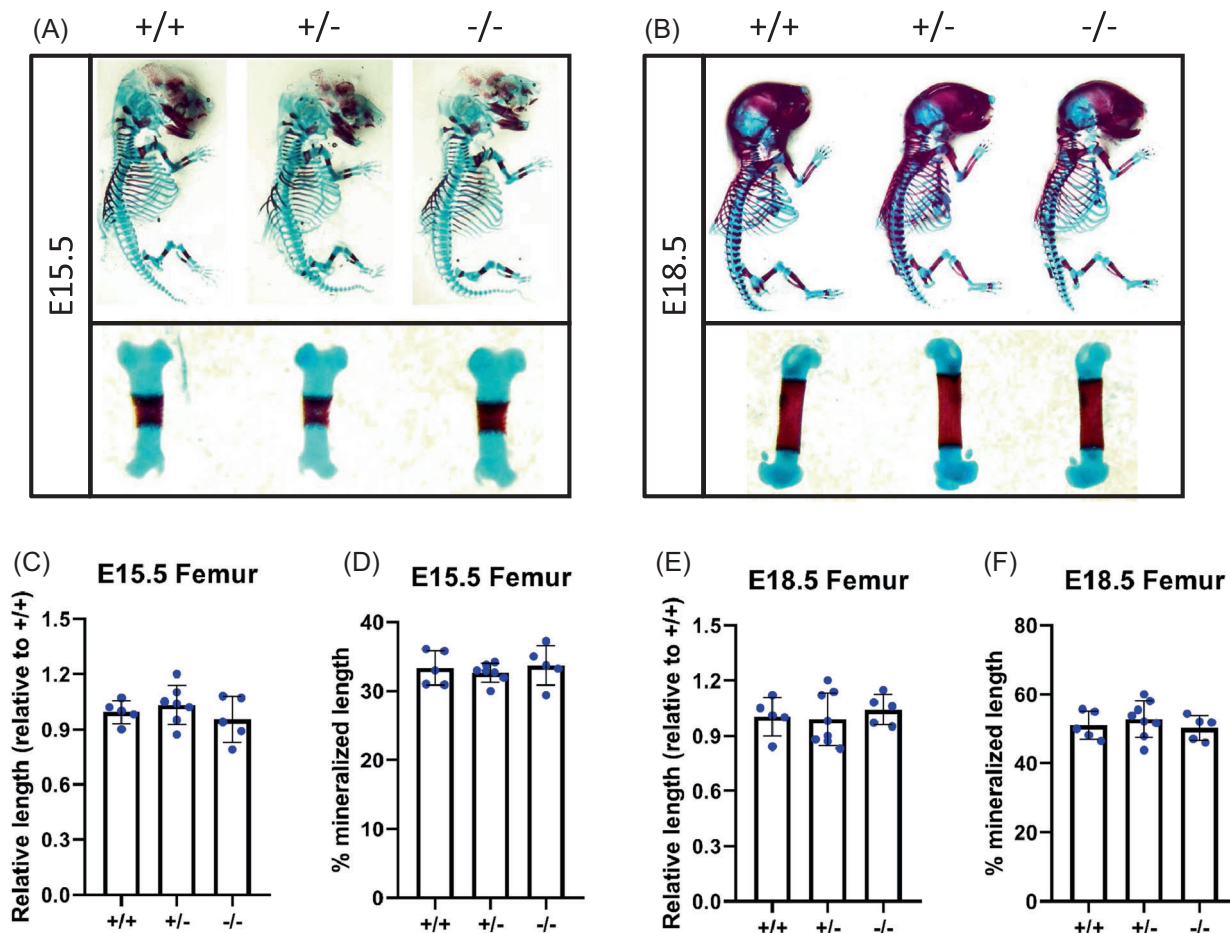 (A) +/+ +/- -/-
E15.5
(B) +/+ +/- -/-
E18.5
(C) E15.5 Femur
Relative length (relative to +/+)
1.5
1.2
0.9
0.6
0.3
0.0
+/+ +/- -/-
(D) E15.5 Femur
% mineralized length
40
30
20
10
0
+/+ +/- -/-
(E) E18.5 Femur
Relative length (relative to +/+)
1.5
1.2
0.9
0.6
0.3
0.0
+/+ +/- -/-
(F) E18.5 Femur
% mineralized length
80
60
40
20
0
+/+ +/- -/-